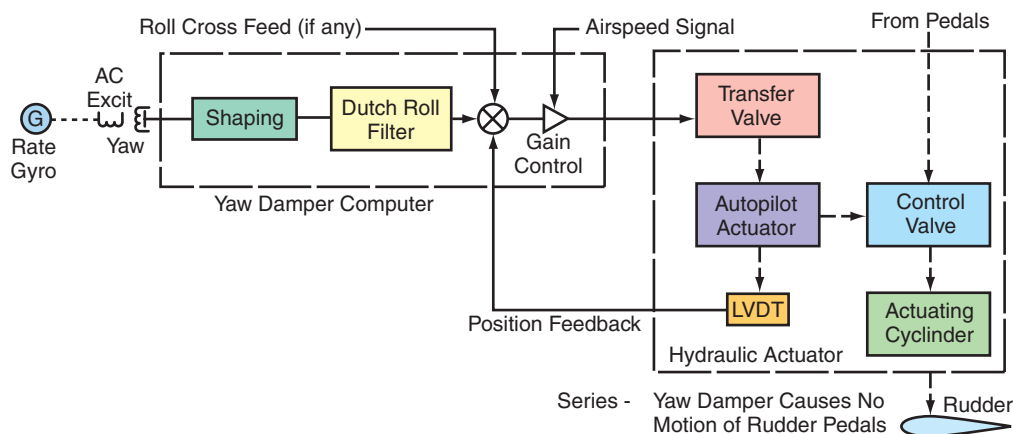 Roll Cross Feed (if any)
Airspeed Signal
From Pedals
AC
Excit
G
Rate
Gyro
Yaw
Shaping
Dutch Roll
Filter
Gain
Control
Yaw Damper Computer
Transfer
Valve
Autopilot
Actuator
Control
Valve
LVDT
Position Feedback
Actuating
Cyclinder
Hydraulic Actuator
Series - Yaw Damper Causes No
Motion of Rudder Pedals
Rudder